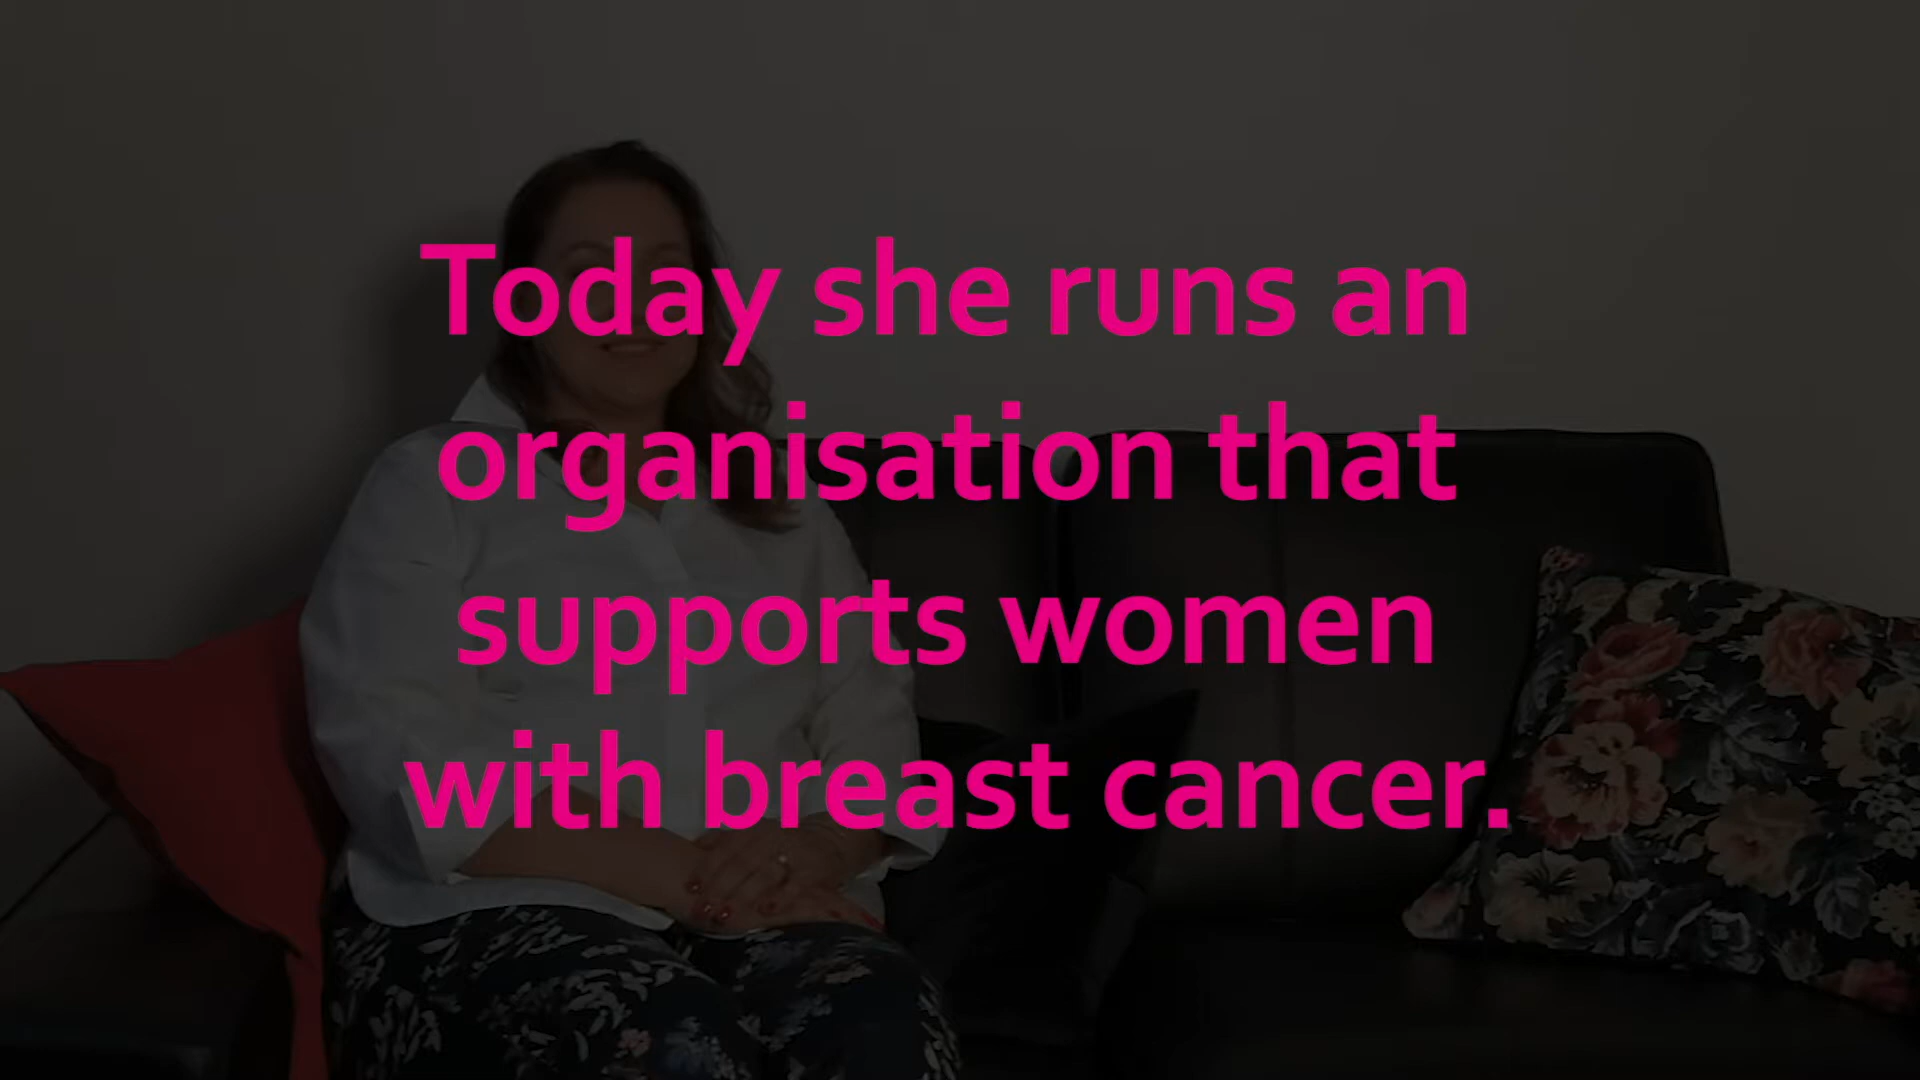 Today she runs an
organisation that
supports women
with breast cancer.